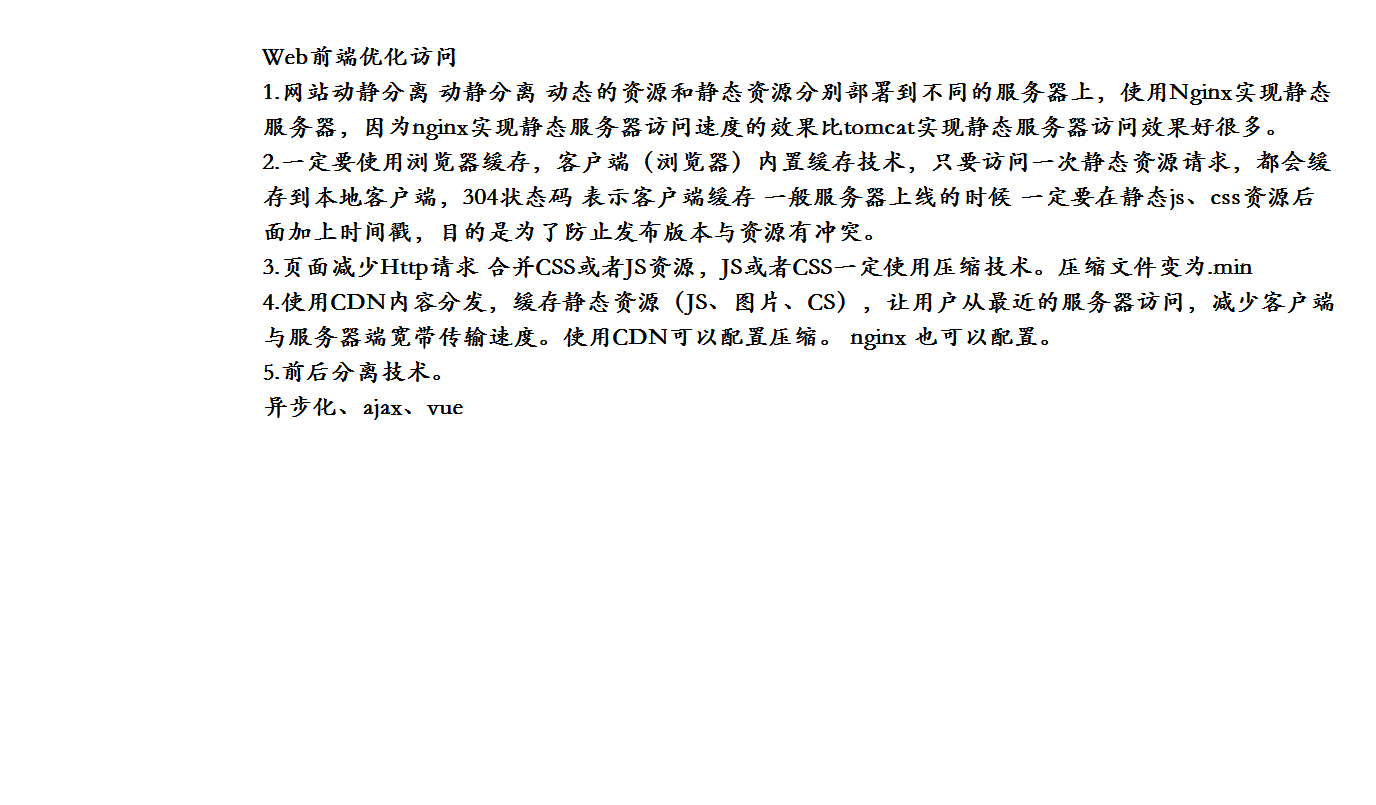 Web前端优化访问
1.网站动静分离 动静分离 动态的资源和静态资源分别部署到不同的服务器上，使用Nginx实现静态
服务器，因为nginx实现静态服务器访问速度的效果比tomcat实现静态服务器访问效果好很多。
2.一定要使用浏览器缓存，客户端（浏览器）内置缓存技术，只要访问一次静态资源请求，都会缓
存到本地客户端，304状态码 表示客户端缓存 一般服务器上线的时候 一定要在静态js、css资源后
面加上时间戳，目的是为了防止发布版本与资源有冲突。
3.页面减少Http请求 合并CSS或者JS资源，JS或者CSS一定使用压缩技术。压缩文件变为.min
4.使用CDN内容分发，缓存静态资源（JS、图片、CS），让用户从最近的服务器访问，减少客户端
与服务器端宽带传输速度。使用CDN可以配置压缩。 nginx 也可以配置。
5.前后分离技术。
异步化、ajax、vue